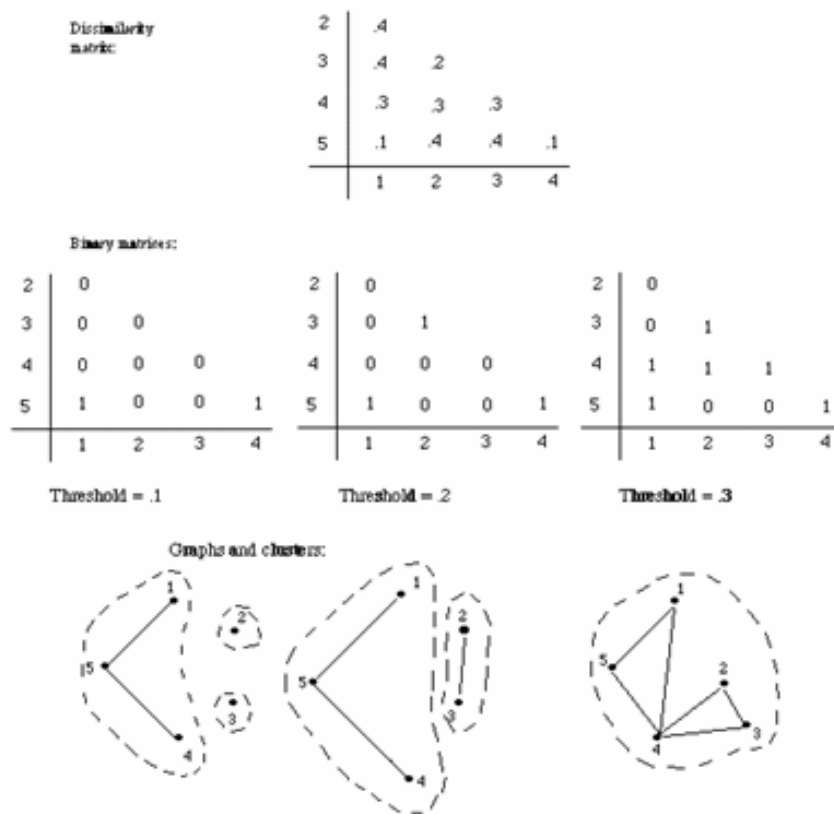 Dissimilarity
matrix:
2 .4
3 .4 .2
4 .3 .3 .3
5 .1 .4 .4 .1
1 2 3 4
Binary matrices:
2 0
3 0 0
4 0 0 0
5 1 0 0 1
1 2 3 4
2 0
3 0 1
4 0 0 0
5 1 0 0 1
1 2 3 4
2 0
3 0 1
4 1 1 1
5 1 0 0 1
1 2 3 4
Threshold = .1
Threshold = .2
Threshold = .3
Graphs and clusters:
1
2
5
3
4
1
2
5
3
4
1
5
2
3
4